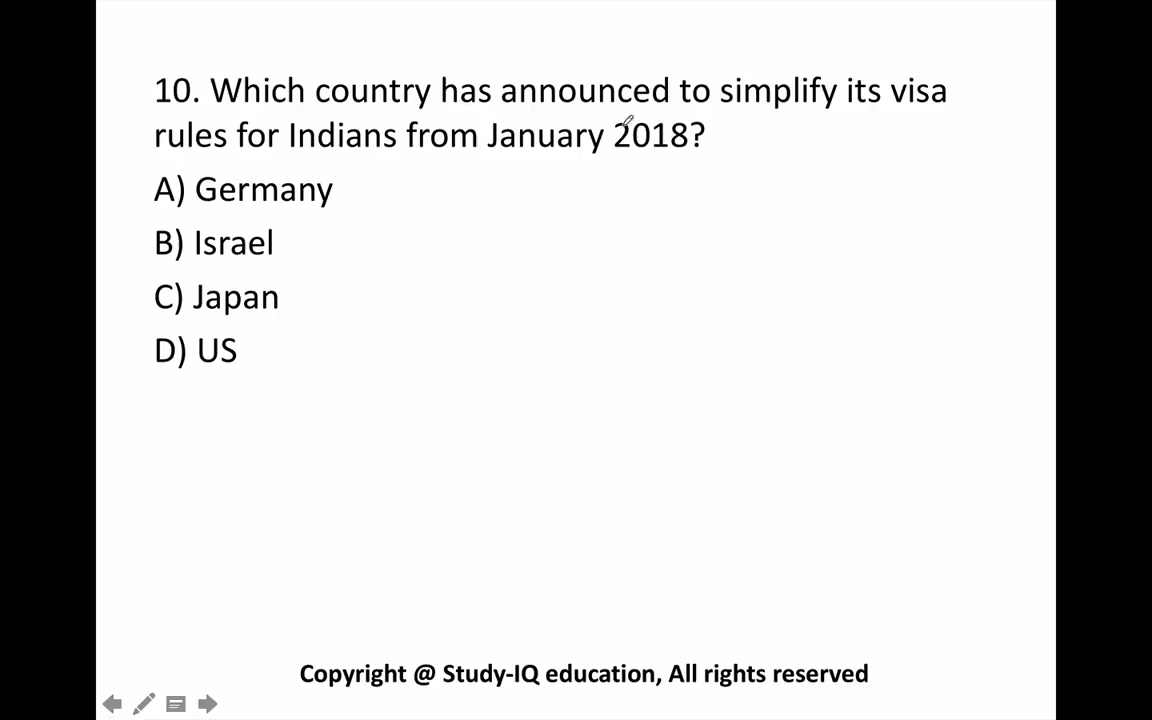 10. Which country has announced to simplify its visa
rules for Indians from January 2018?
A) Germany
B) Israel
C) Japan
D) US
Copyright @ Study-IQ education, All rights reserved